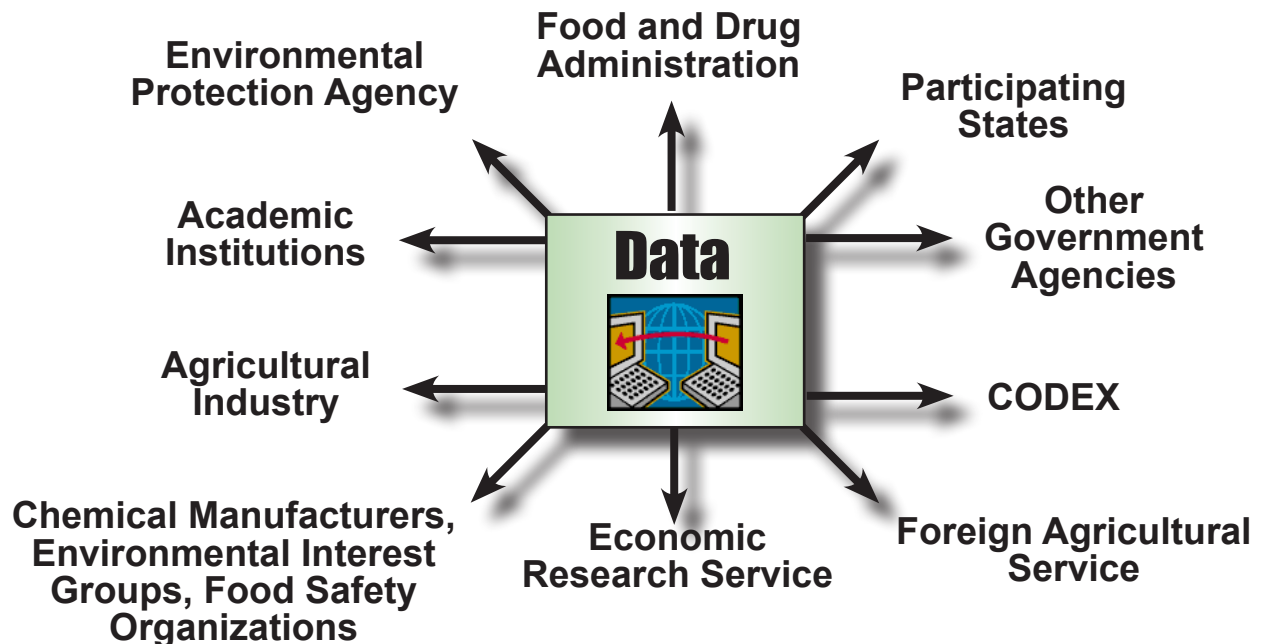 Food and Drug
Administration
Environmental
Protection Agency
Participating
States
Academic
Institutions
Other
Government
Agencies
Data
Agricultural
Industry
CODEX
Chemical Manufacturers,
Environmental Interest
Groups, Food Safety
Organizations
Economic
Research Service
Foreign Agricultural
Service